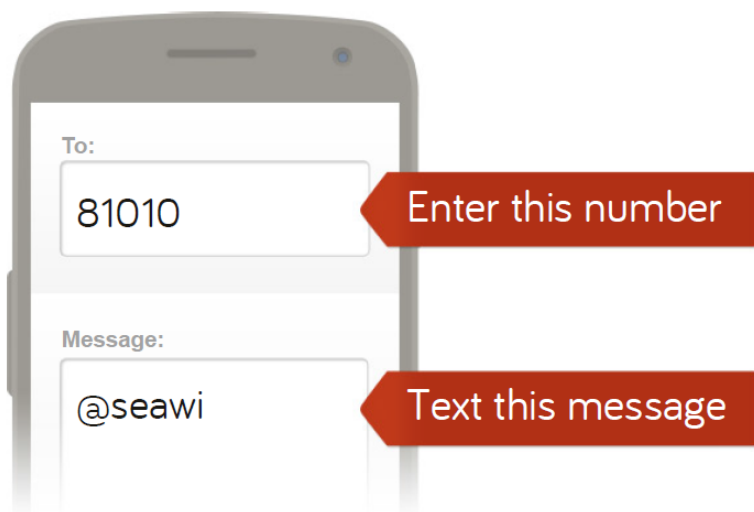 To:
81010
Enter this number
Message:
@seawi
Text this message